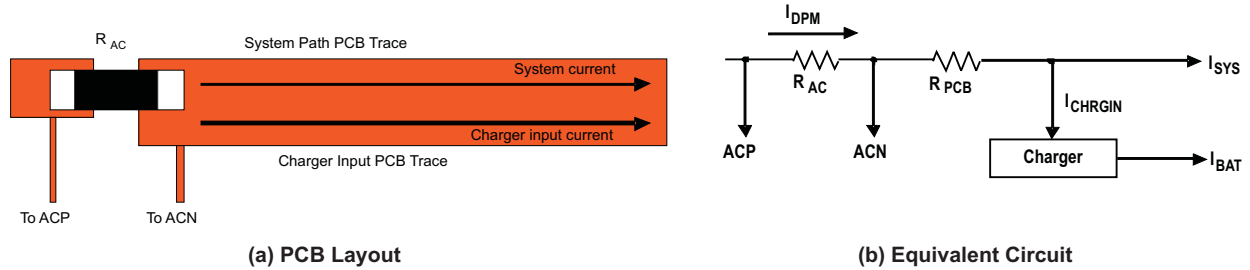 R AC
System Path PCB Trace
System current
Charger input current
Charger Input PCB Trace
To ACP
To ACN
(a) PCB Layout
I DPM
R AC
R PCB
I SYS
I CHRGIN
ACP
ACN
Charger
I BAT
(b) Equivalent Circuit